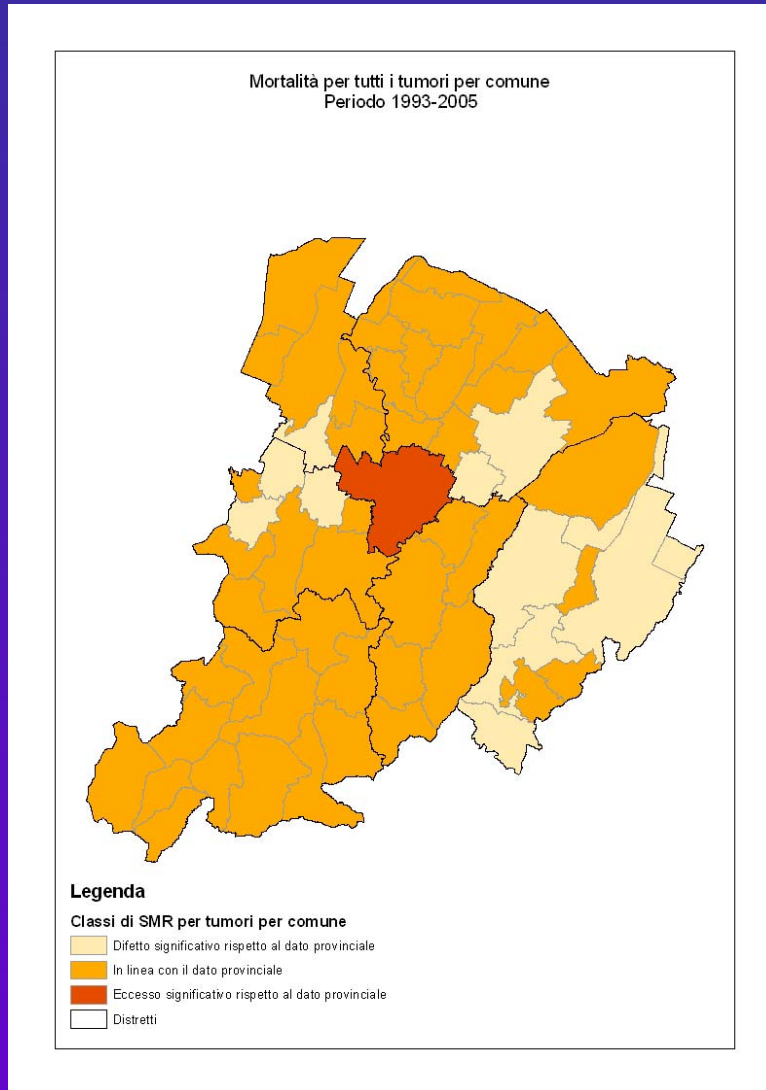 Mortalità per tutti i tumori per comune
Periodo 1993-2005
Legenda
Classi di SMR per tumori per comune
Difetto significativo rispetto al dato provinciale
In linea con il dato provinciale
Eccesso significativo rispetto al dato provinciale
Distretti